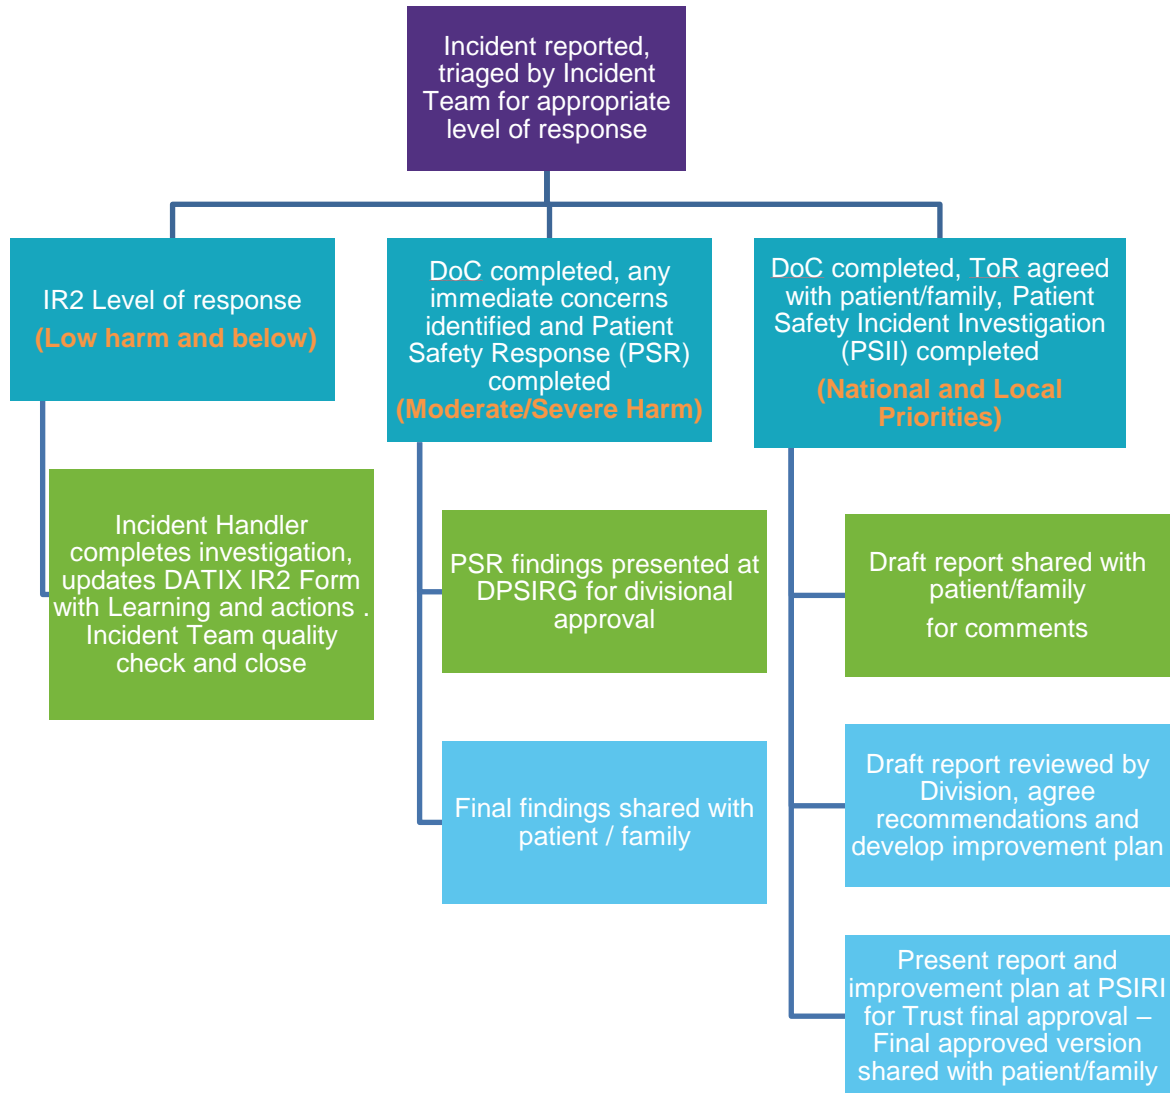 Incident reported,
triaged by Incident
Team for appropriate
level of response
IR2 Level of response
(Low harm and below)
Incident Handler
completes investigation,
updates DATIX IR2 Form
with Learning and actions .
Incident Team quality
check and close
DoC completed, any
immediate concerns
identified and Patient
Safety Response (PSR)
completed
(Moderate/Severe Harm)
PSR findings presented at
DPSIRG for divisional
approval
Final findings shared with
patient / family
DoC completed, ToR agreed
with patient/family, Patient
Safety Incident Investigation
(PSII) completed
(National and Local
Priorities)
Draft report shared with
patient/family
for comments
Draft report reviewed by
Division, agree
recommendations and
develop improvement plan
Present report and
improvement plan at PSIRI
for Trust final approval –
Final approved version
shared with patient/family